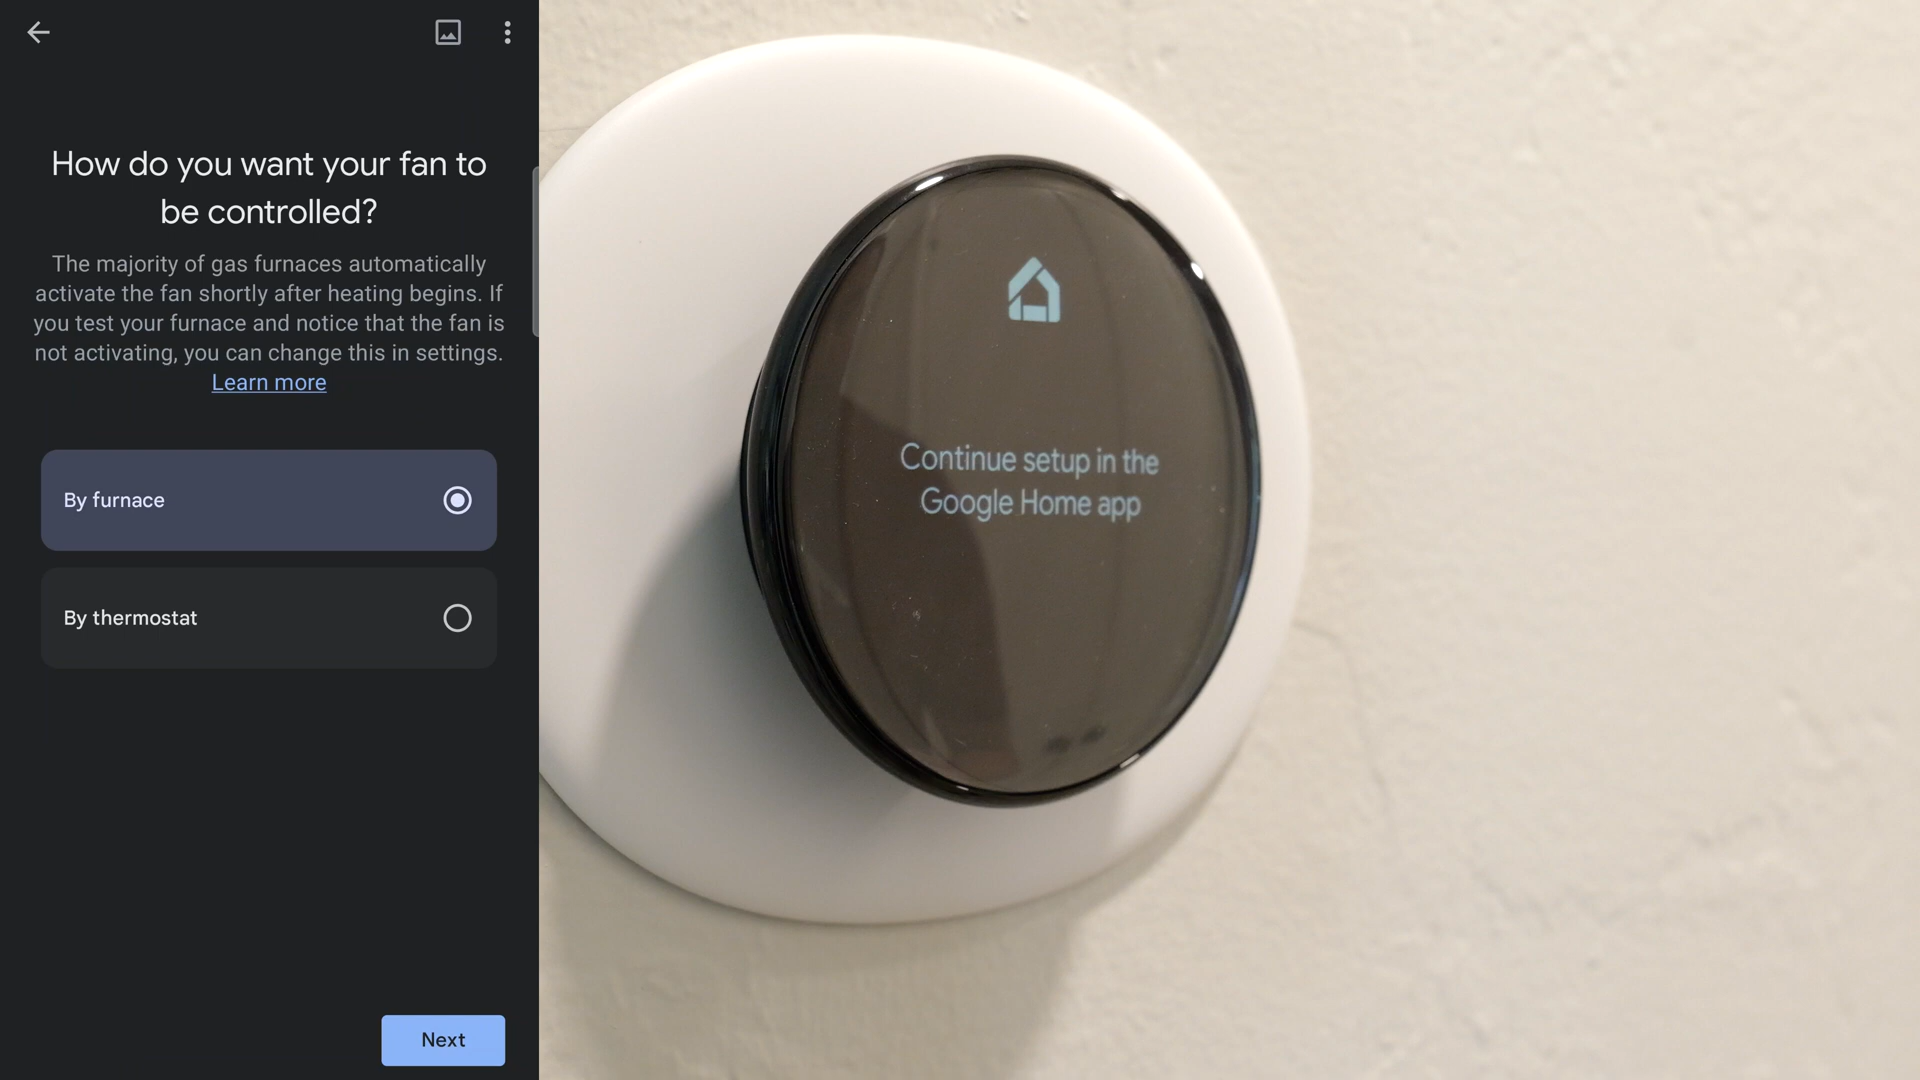 How do you want your fan to
be controlled?
The majority of gas furnaces automatically
activate the fan shortly after heating begins. If
you test your furnace and notice that the fan is
not activating, you can change this in settings.
Learn more
By furnace
By thermostat
Next
Continue setup in the
Google Home app